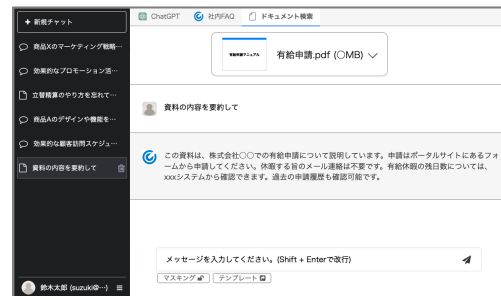 + 新規チャット
商品Xのマーケティング戦略…
効果的なプロモーション活…
立替精算のやり方を忘れて…
商品Aのデザインや機能を…
効果的な顧客訪問スケジュ…
資料の内容を要約して
鈴木太郎 (suzuki@…)
ChatGPT
社内FAQ
ドキュメント検索
有給申請マニュアル
有給申請.pdf (〇MB)
資料の内容を要約して
この資料は、株式会社〇〇での有給申請について説明しています。申請はポータルサイトにあるフォ
ームから申請してください。休暇する旨のメール連絡は不要です。有給休暇の残日数については、
xxxシステムから確認できます。過去の申請履歴も確認可能です。
メッセージを入力してください。(Shift + Enterで改行)
マスキング
テンプレート